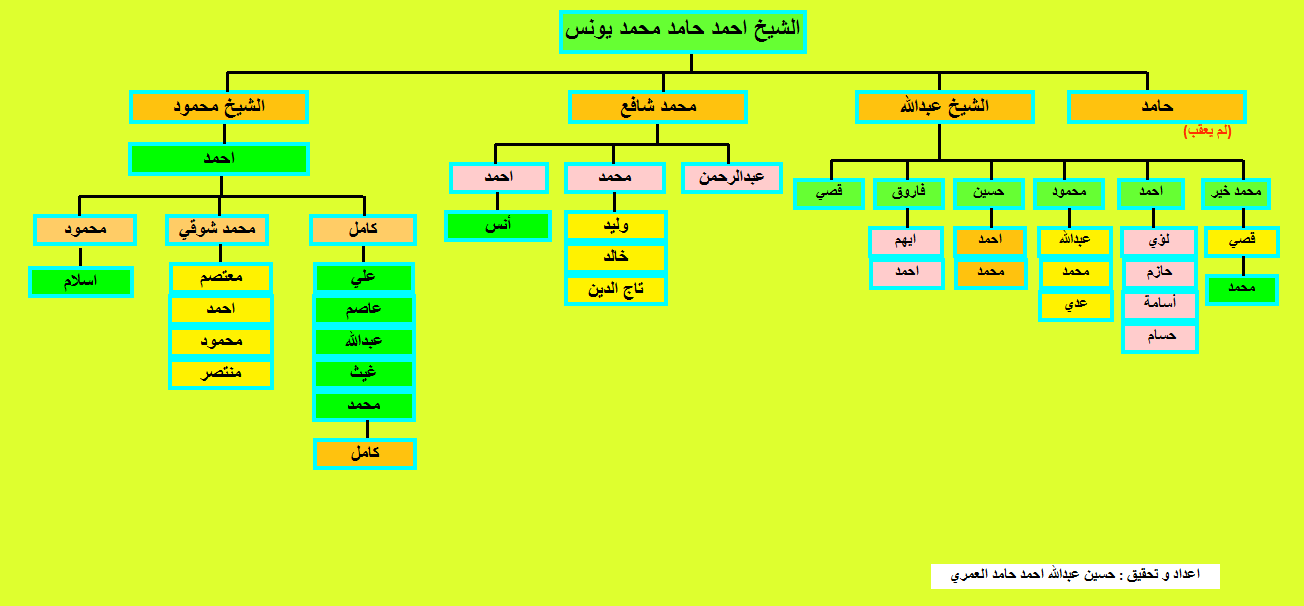 الشيخ احمد حامد محمد يونس
حامد
الشيخ عبدالله
محمد شافع
الشيخ محمود
(لم يعقب)
احمد
عبدالرحمن
محمد
احمد
محمد خير
احمد
محمود
حسين
فاروق
قصي
أنس
وليد
خالد
تاج الدين
كامل
محمد شوقي
محمود
قصي
محمد
لؤي
حازم
أسامة
حسام
عبدالله
محمد
عدي
احمد
محمد
ايهم
احمد
علي
عاصم
عبدالله
غيث
محمد
كامل
معتصم
احمد
محمود
منتصر
اسلام
اعداد و تحقيق : حسين عبدالله احمد حامد العمري